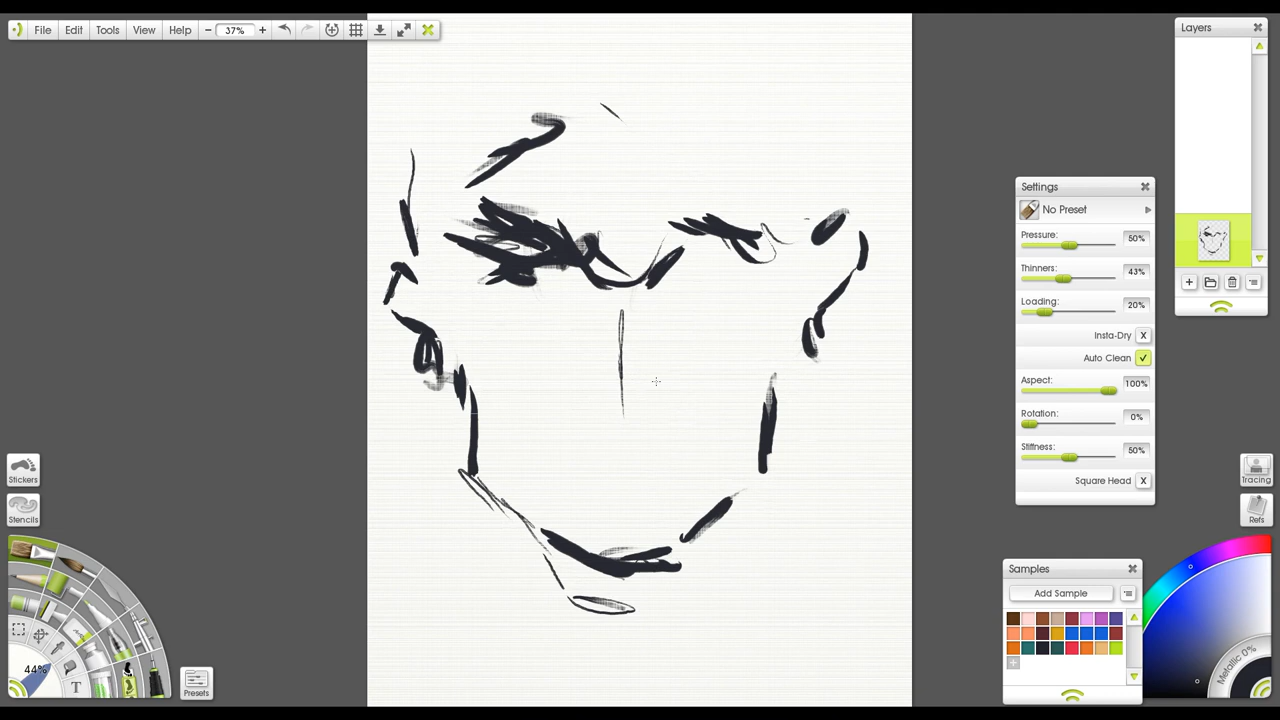 File Edit Tools View Help − 37% +
Layers
Settings
No Preset
Pressure: 50%
Thinners: 43%
Loading: 20%
Insta-Dry X
Auto Clean
Aspect: 100%
Rotation: 0%
Stiffness: 50%
Square Head X
Stickers
Stencils
Tracing
Refs
Samples
Add Sample
Metallic 0%
44%
T
Presets